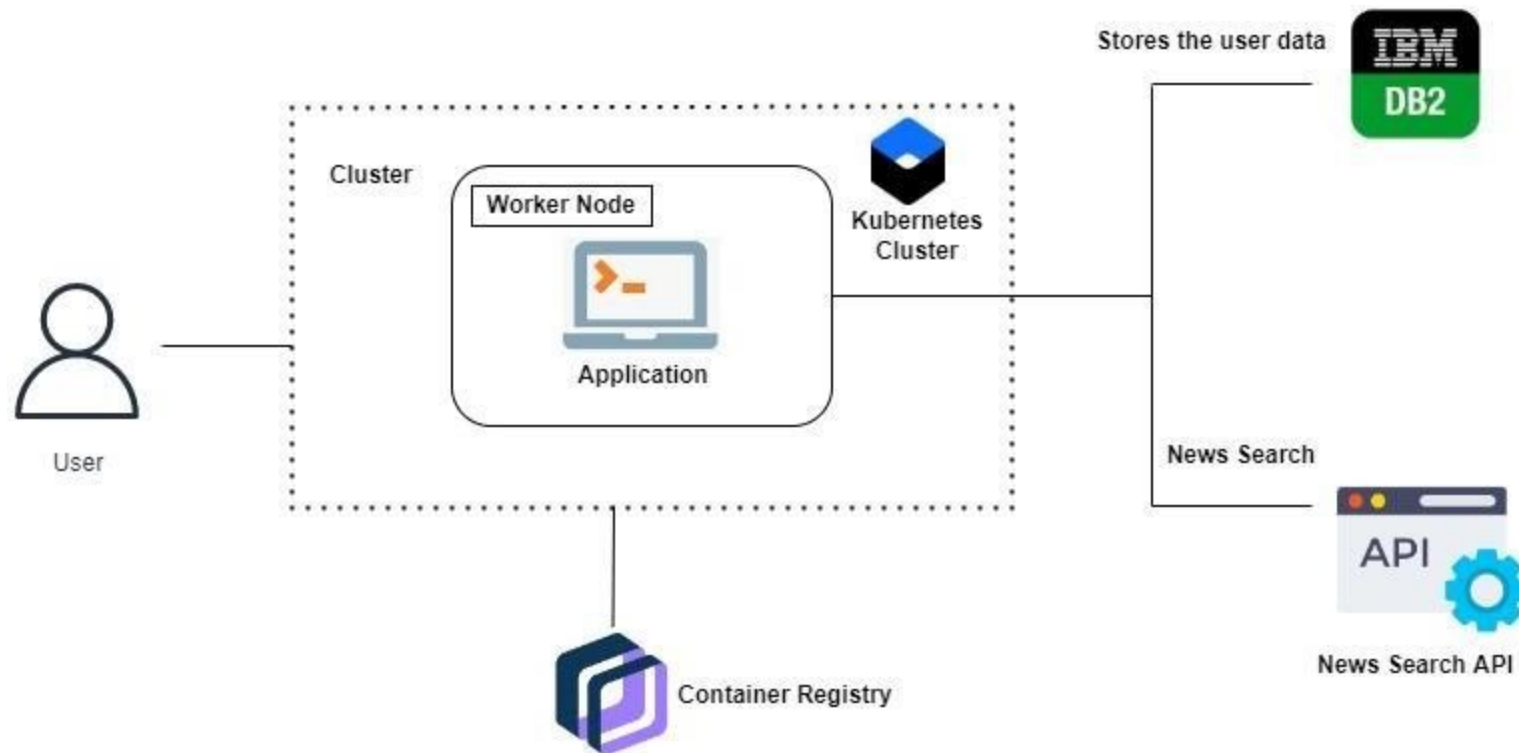 Stores the user data
IBM
DB2
Cluster
Worker Node
Kubernetes
Cluster
Application
User
News Search
API
News Search API
Container Registry